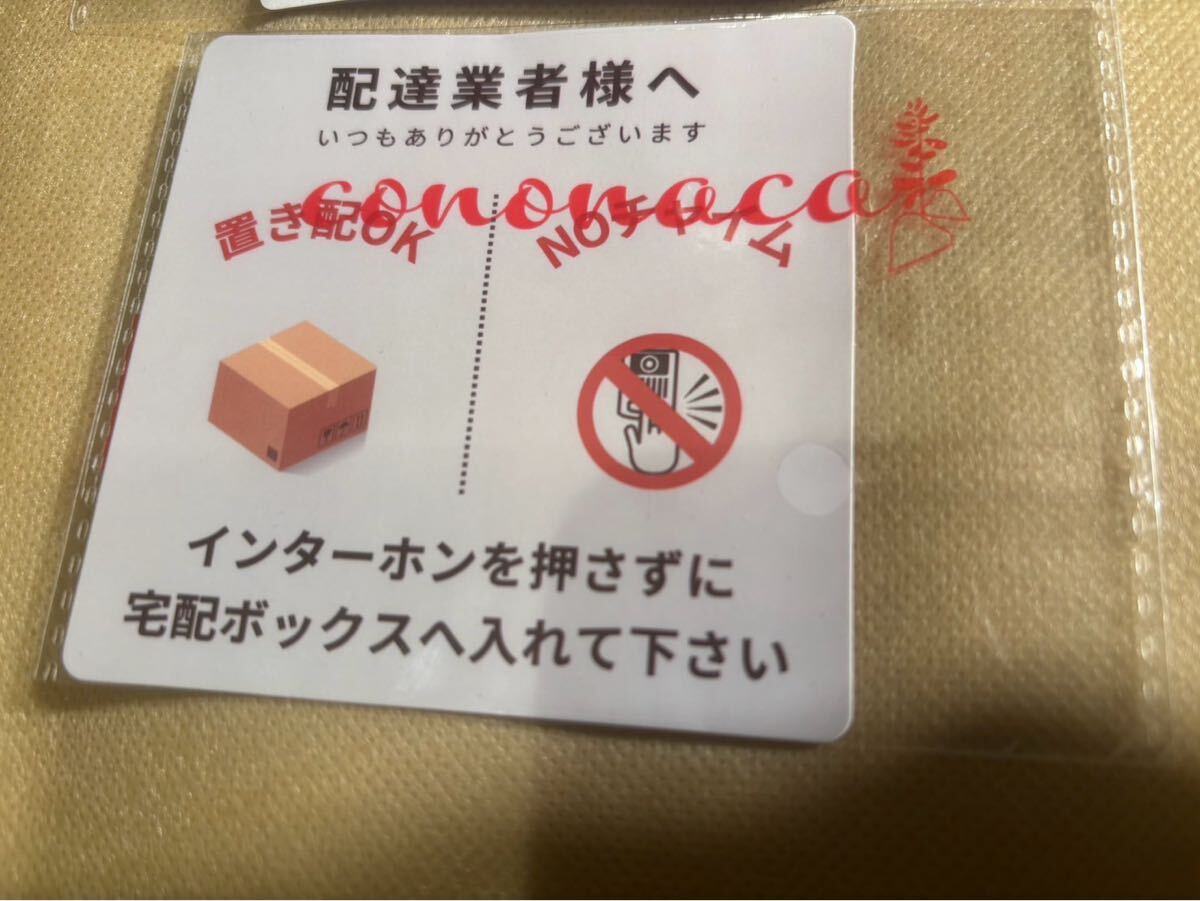 配達業者様へ
いつもありがとうございます
cononoca
置き配OK
NOチャイム
インターホンを押さずに
宅配ボックスへ入れて下さい